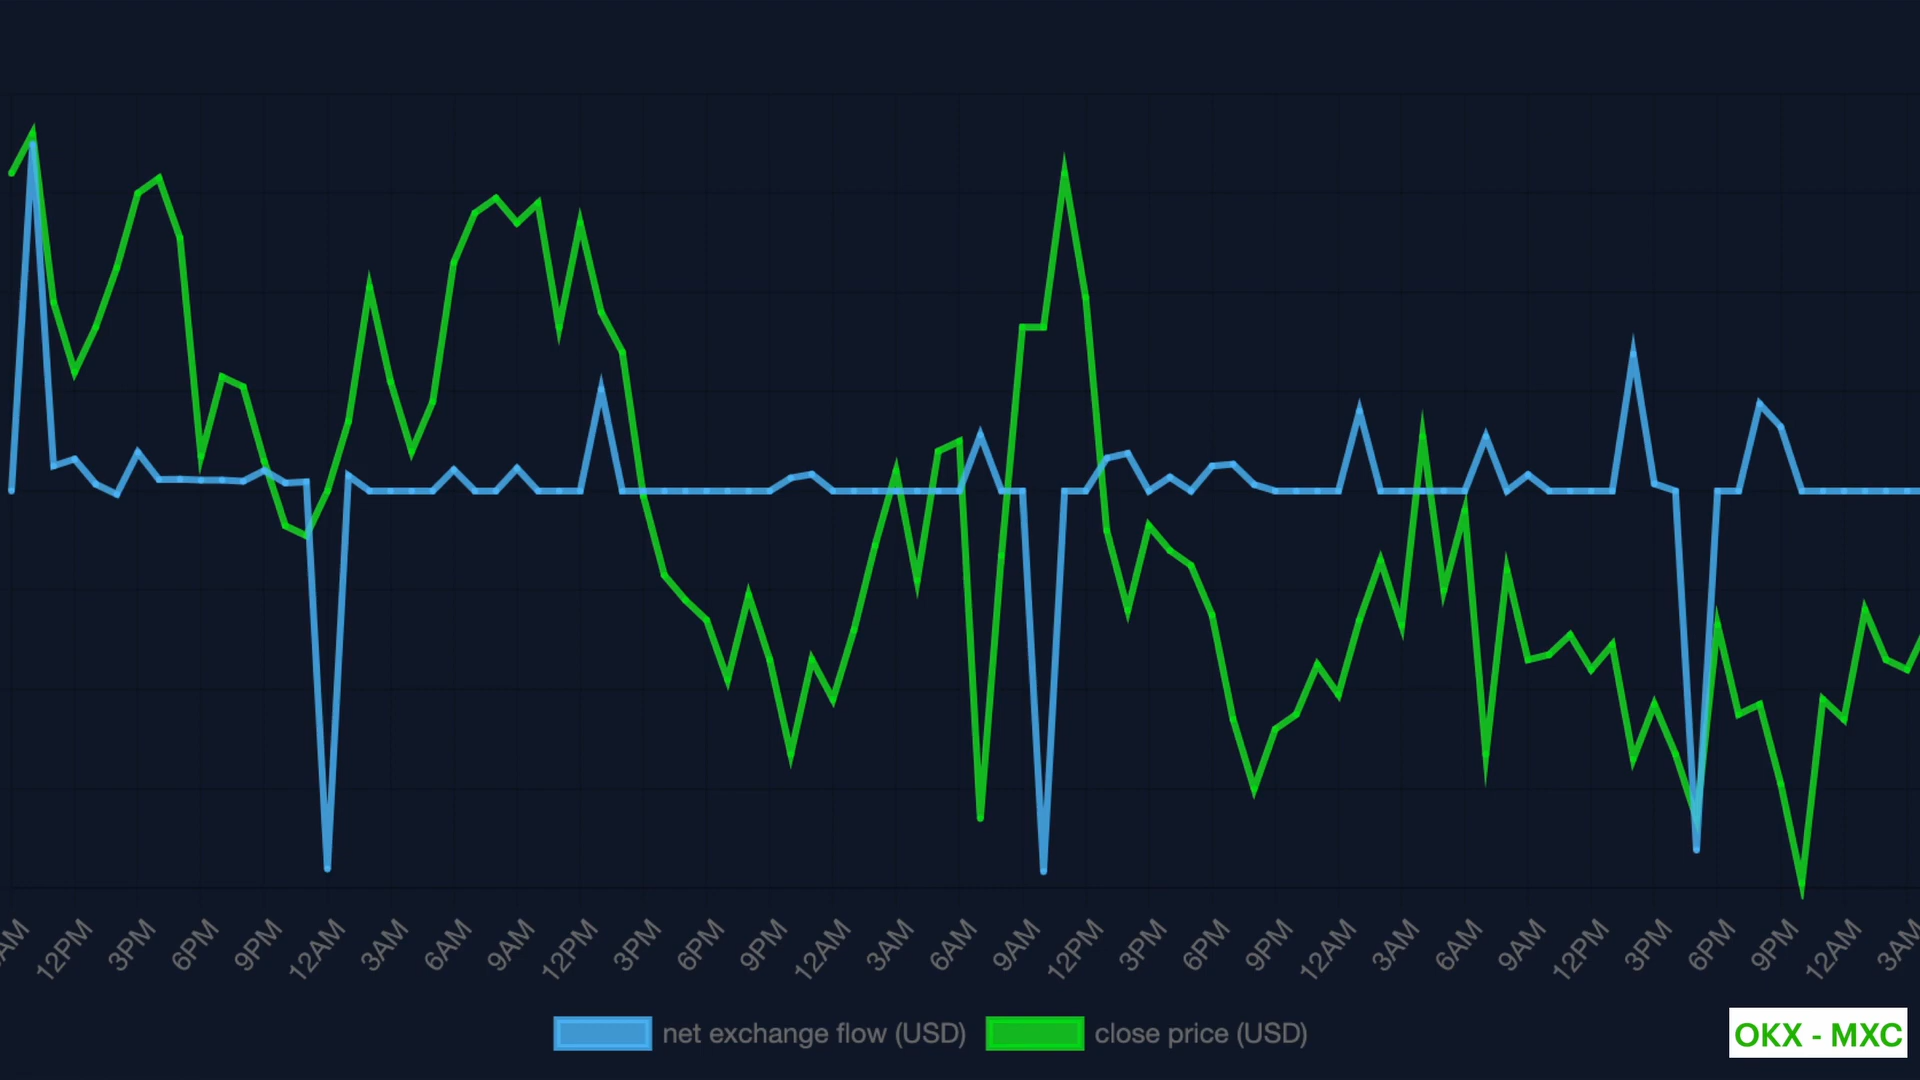 AM 12PM 3PM 6PM 9PM 12AM 3AM 6AM 9AM 12PM 3PM 6PM 9PM 12AM 3AM 6AM 9AM 12PM 3PM 6PM 9PM 12AM 3AM 6AM 9AM 12PM 3PM 6PM 9PM 12AM 3AM
net exchange flow (USD) close price (USD)
OKX - MXC